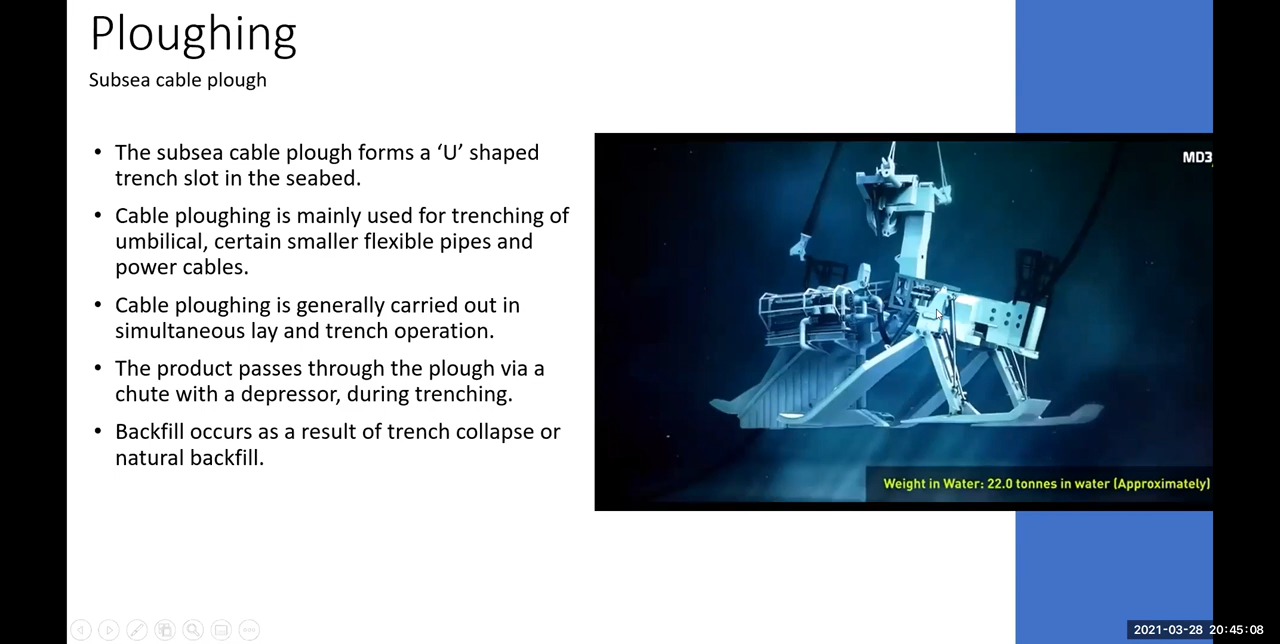 Ploughing
Subsea cable plough
• The subsea cable plough forms a ‘U’ shaped
trench slot in the seabed.
• Cable ploughing is mainly used for trenching of
umbilical, certain smaller flexible pipes and
power cables.
• Cable ploughing is generally carried out in
simultaneous lay and trench operation.
• The product passes through the plough via a
chute with a depressor, during trenching.
• Backfill occurs as a result of trench collapse or
natural backfill.
MD3
Weight in Water: 22.0 tonnes in water (Approximately)
2021-03-28 20:45:08